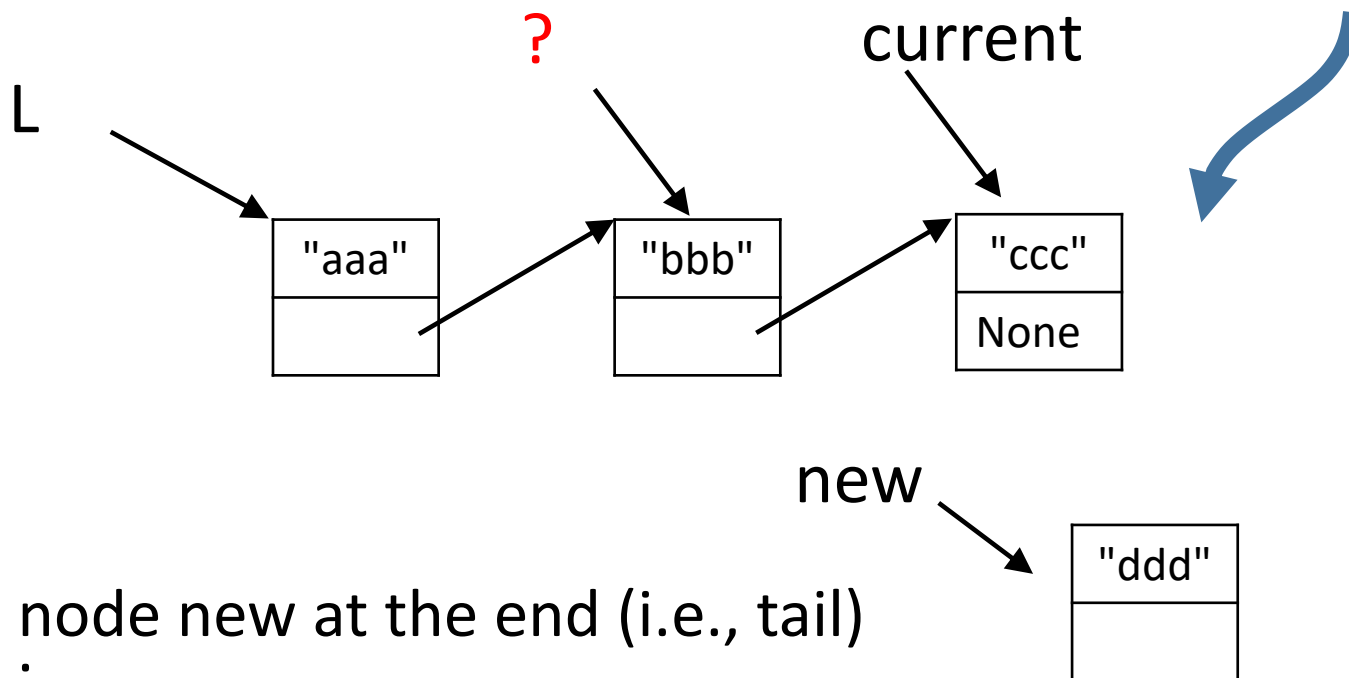 ?
current
L
"aaa"
"bbb"
"ccc"
None
new
"ddd"
node new at the end (i.e., tail)